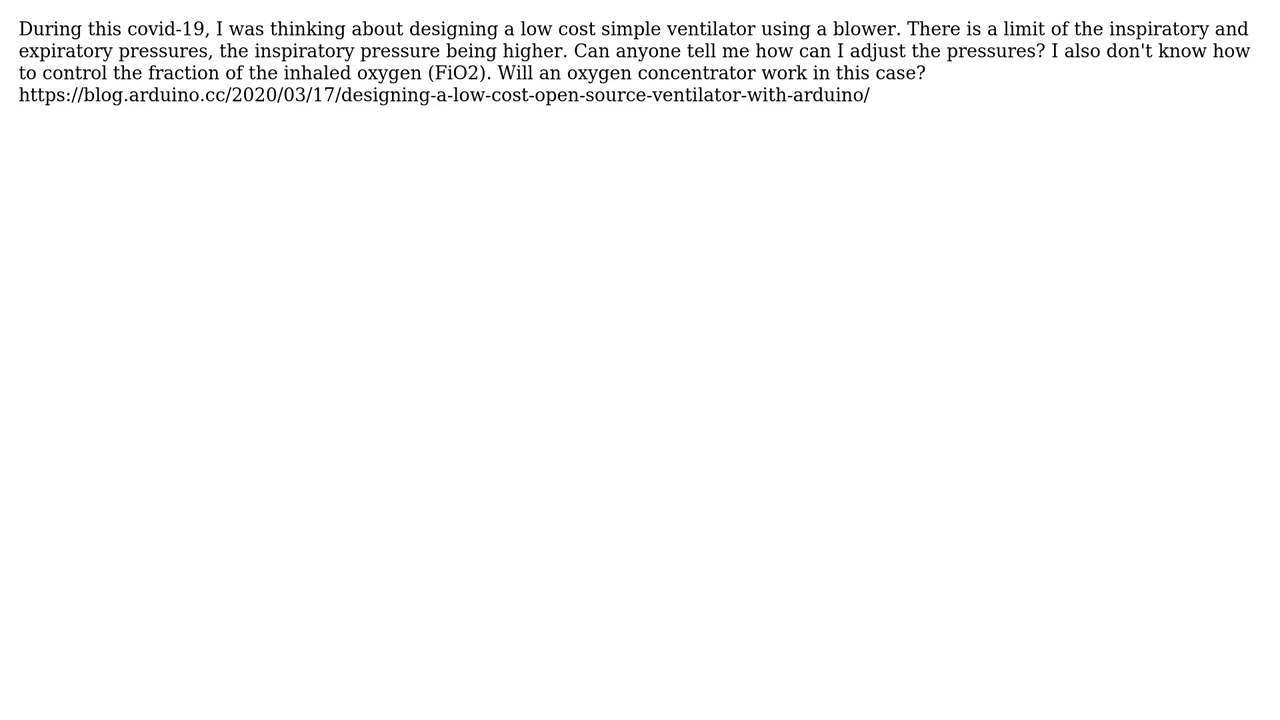 During this covid-19, I was thinking about designing a low cost simple ventilator using a blower. There is a limit of the inspiratory and
expiratory pressures, the inspiratory pressure being higher. Can anyone tell me how can I adjust the pressures? I also don't know how
to control the fraction of the inhaled oxygen (FiO2). Will an oxygen concentrator work in this case?
https://blog.arduino.cc/2020/03/17/designing-a-low-cost-open-source-ventilator-with-arduino/